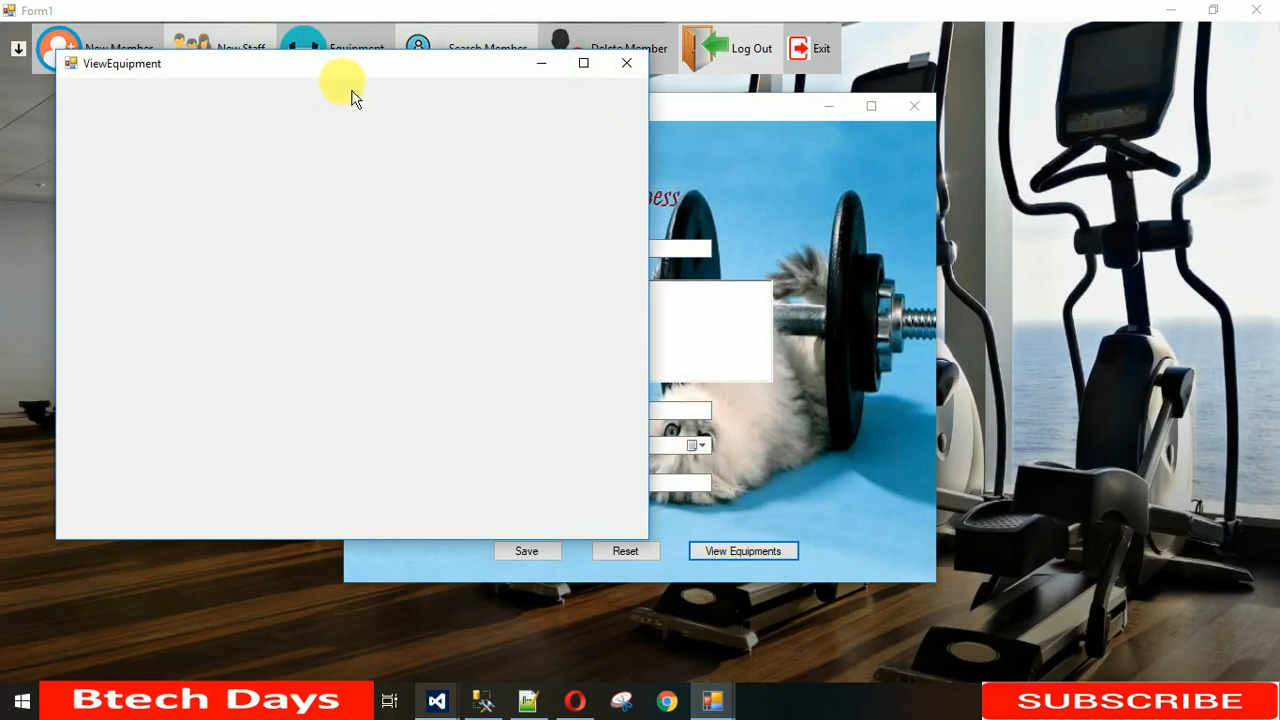 Form1
New Member
New Staff
Equipment
Search Member
Delete Member
Log Out
Exit
ViewEquipment
Save
Reset
View Equipments
Btech Days
SUBSCRIBE